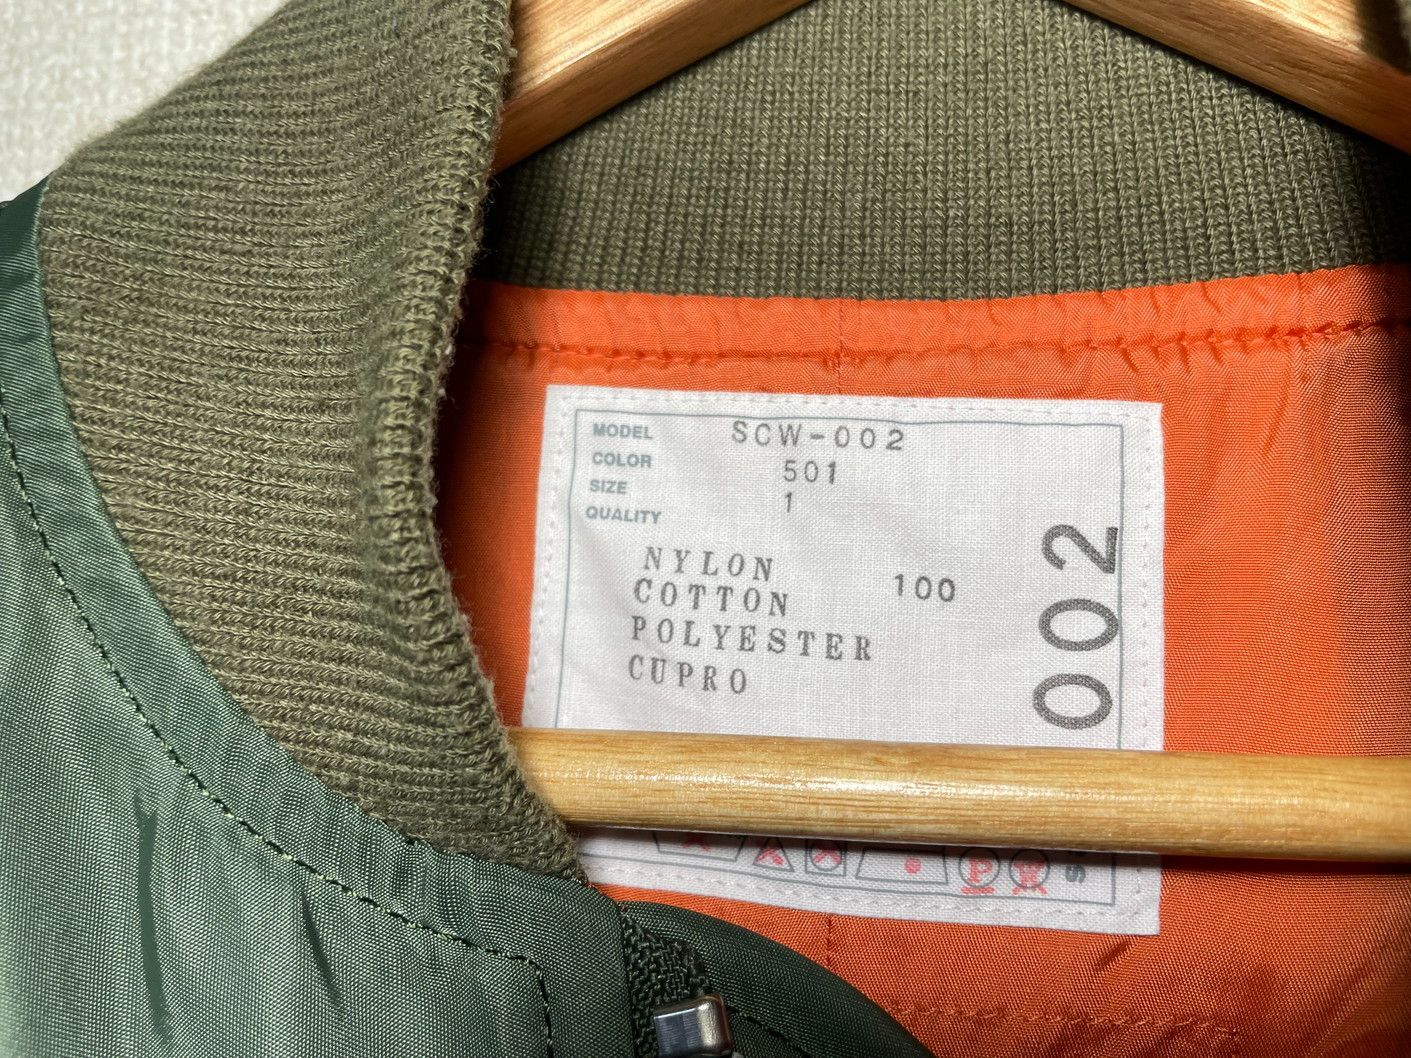 MODEL SCW-002
COLOR 501
SIZE 1
QUALITY
NYLON
COTTON 100
POLYESTER
CUPRO
002
P W